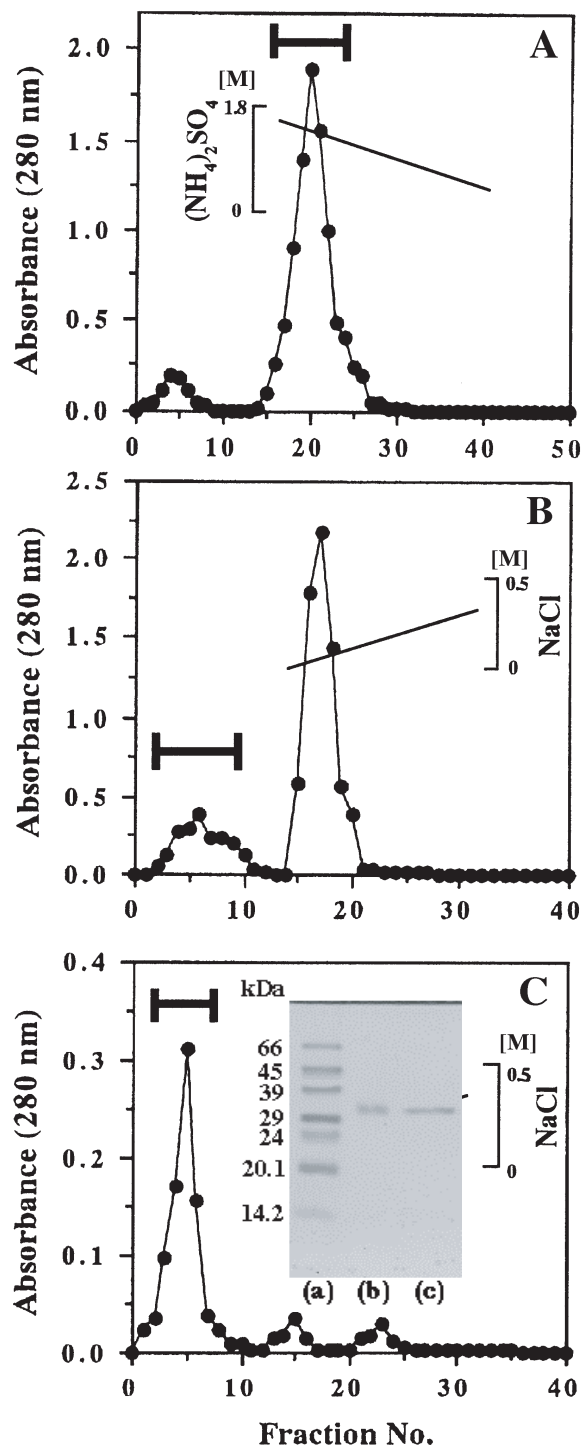 A
2.0
1.5
1.0
0.5
0.0
Absorbance (280 nm)
[M]
1.8
0
(NH4)2SO4
0 10 20 30 40 50
B
2.5
2.0
1.5
1.0
0.5
0.0
Absorbance (280 nm)
[M]
0.5
0
NaCl
0 10 20 30 40
C
0.4
0.3
0.2
0.1
0.0
Absorbance (280 nm)
kDa
66
45
39
29
24
20.1
14.2
(a) (b) (c)
[M]
0.5
0
NaCl
0 10 20 30 40
Fraction No.